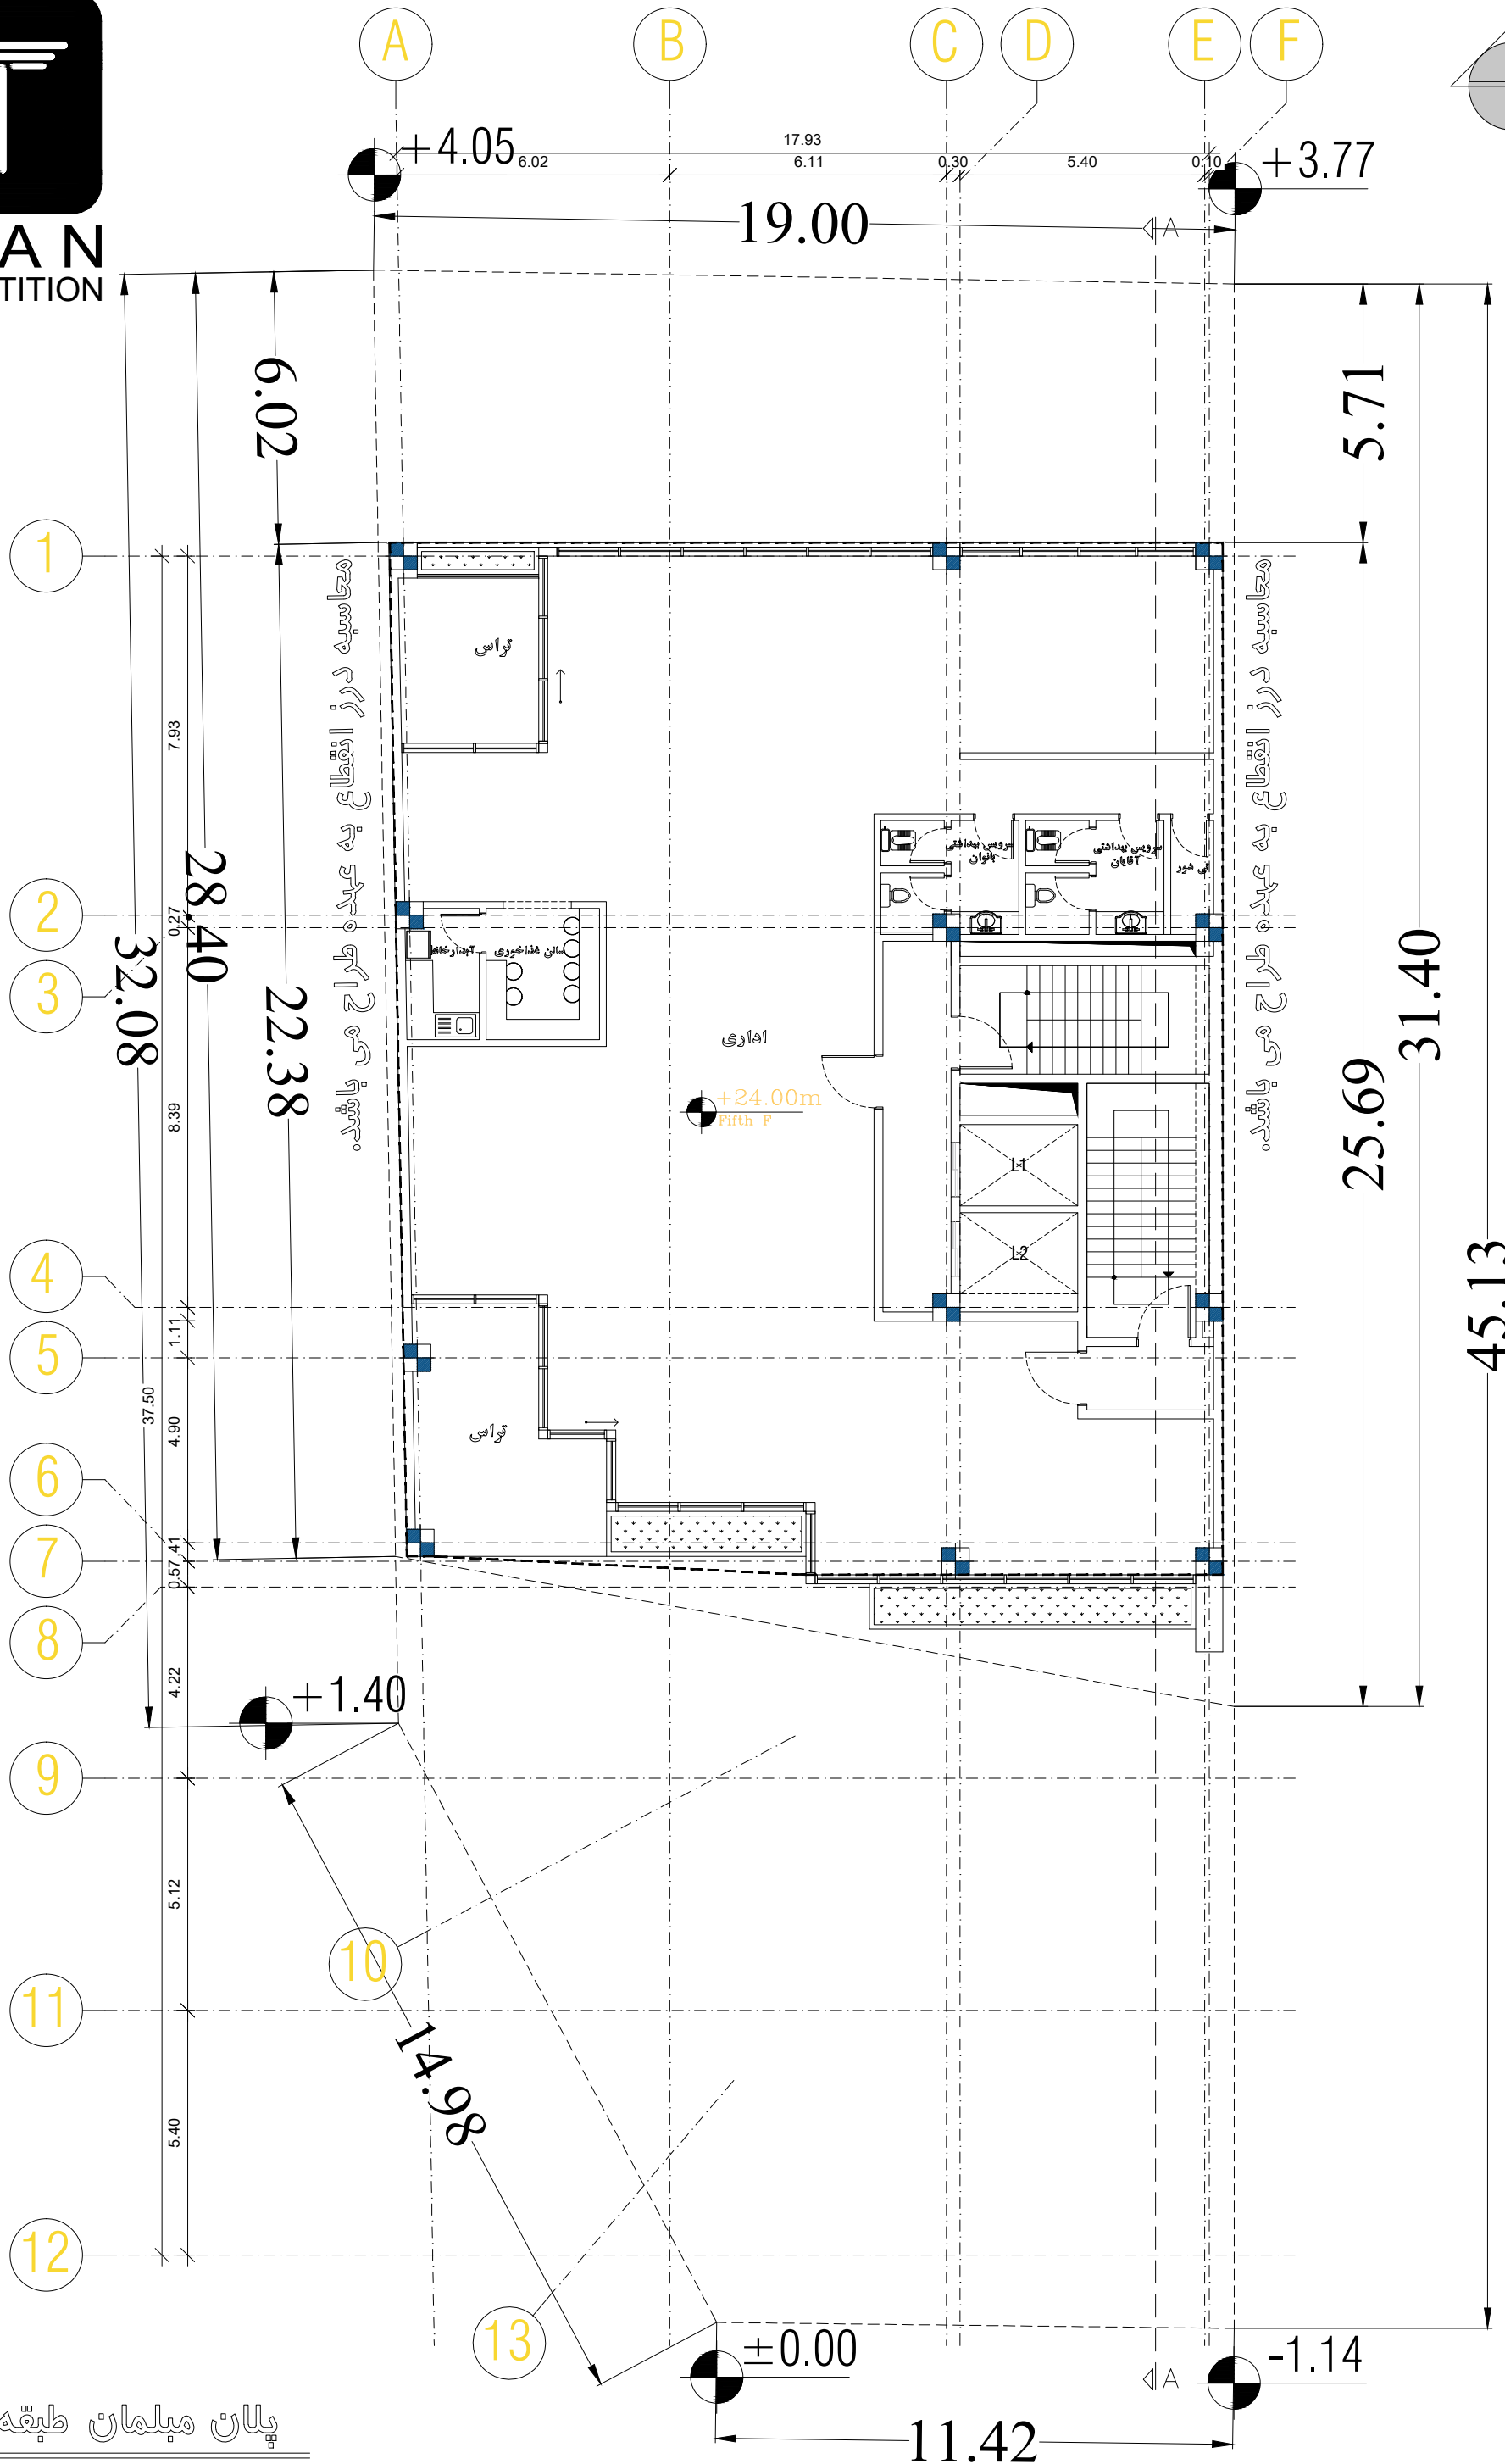 A N
TITION
A
B
C
D
E
F
+4.05
17.93
6.02
6.11
0.30
5.40
0.10
+3.77
19.00
A
6.02
5.71
1
محاسبه درز انقطاع به عهده طراح می باشد.
محاسبه درز انقطاع به عهده طراح می باشد.
تراس
7.93
28.40
32.08
22.38
31.40
25.69
45.13
سرویس بهداشتی
بانوان
سرویس بهداشتی
آقایان
تی شور
2
0.27
3
آبدارخانه
سالن غذاخوری
اداری
+24.00m
Fifth F
8.39
L1
L2
4
1.11
5
37.50
4.90
تراس
6
.41
7
0.57
8
4.22
+1.40
9
5.12
10
11
14.98
5.40
12
13
±0.00
-1.14
A
11.42
پلان مبلمان طبقه